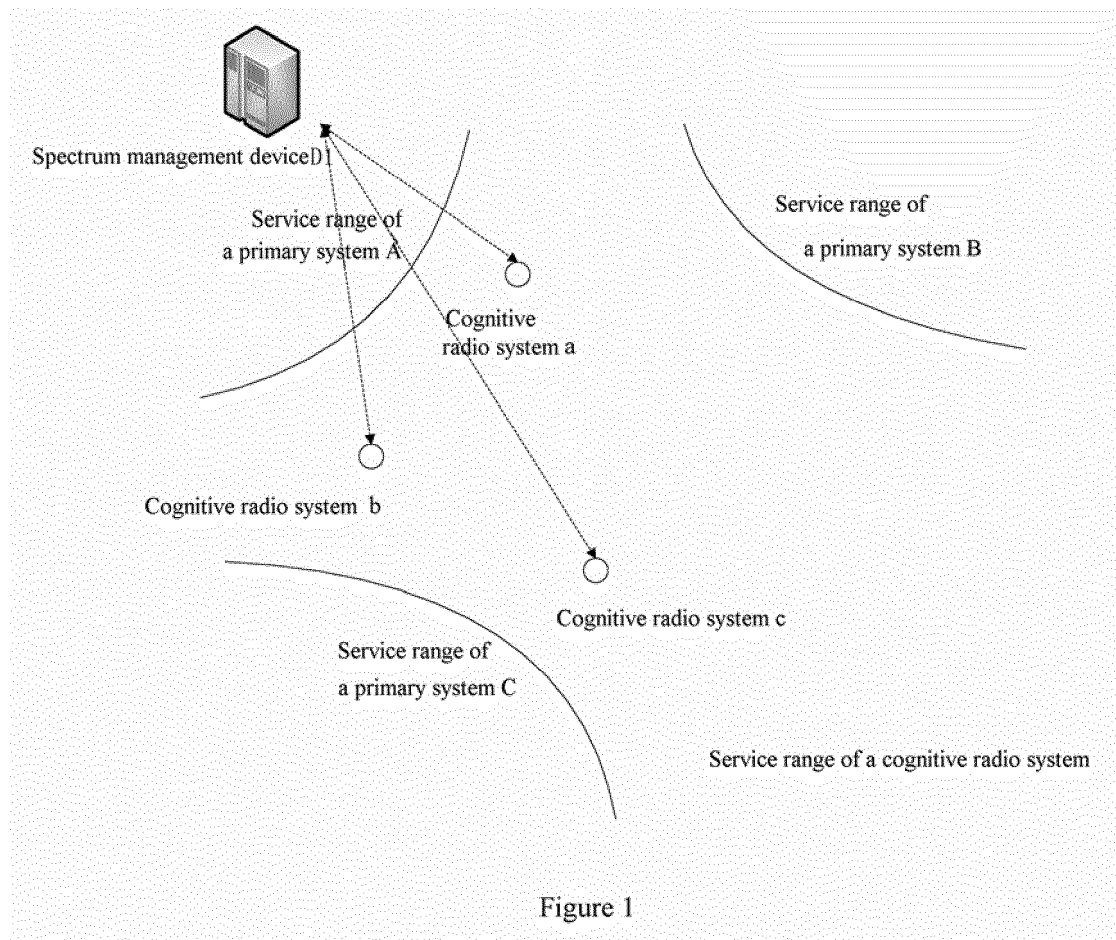 Spectrum management device01
Service range of
a primary system A
Service range of
a primary system B
Cognitive
radio system a
Cognitive radio system b
Cognitive radio system c
Service range of
a primary system C
Service range of a cognitive radio system
Figure 1